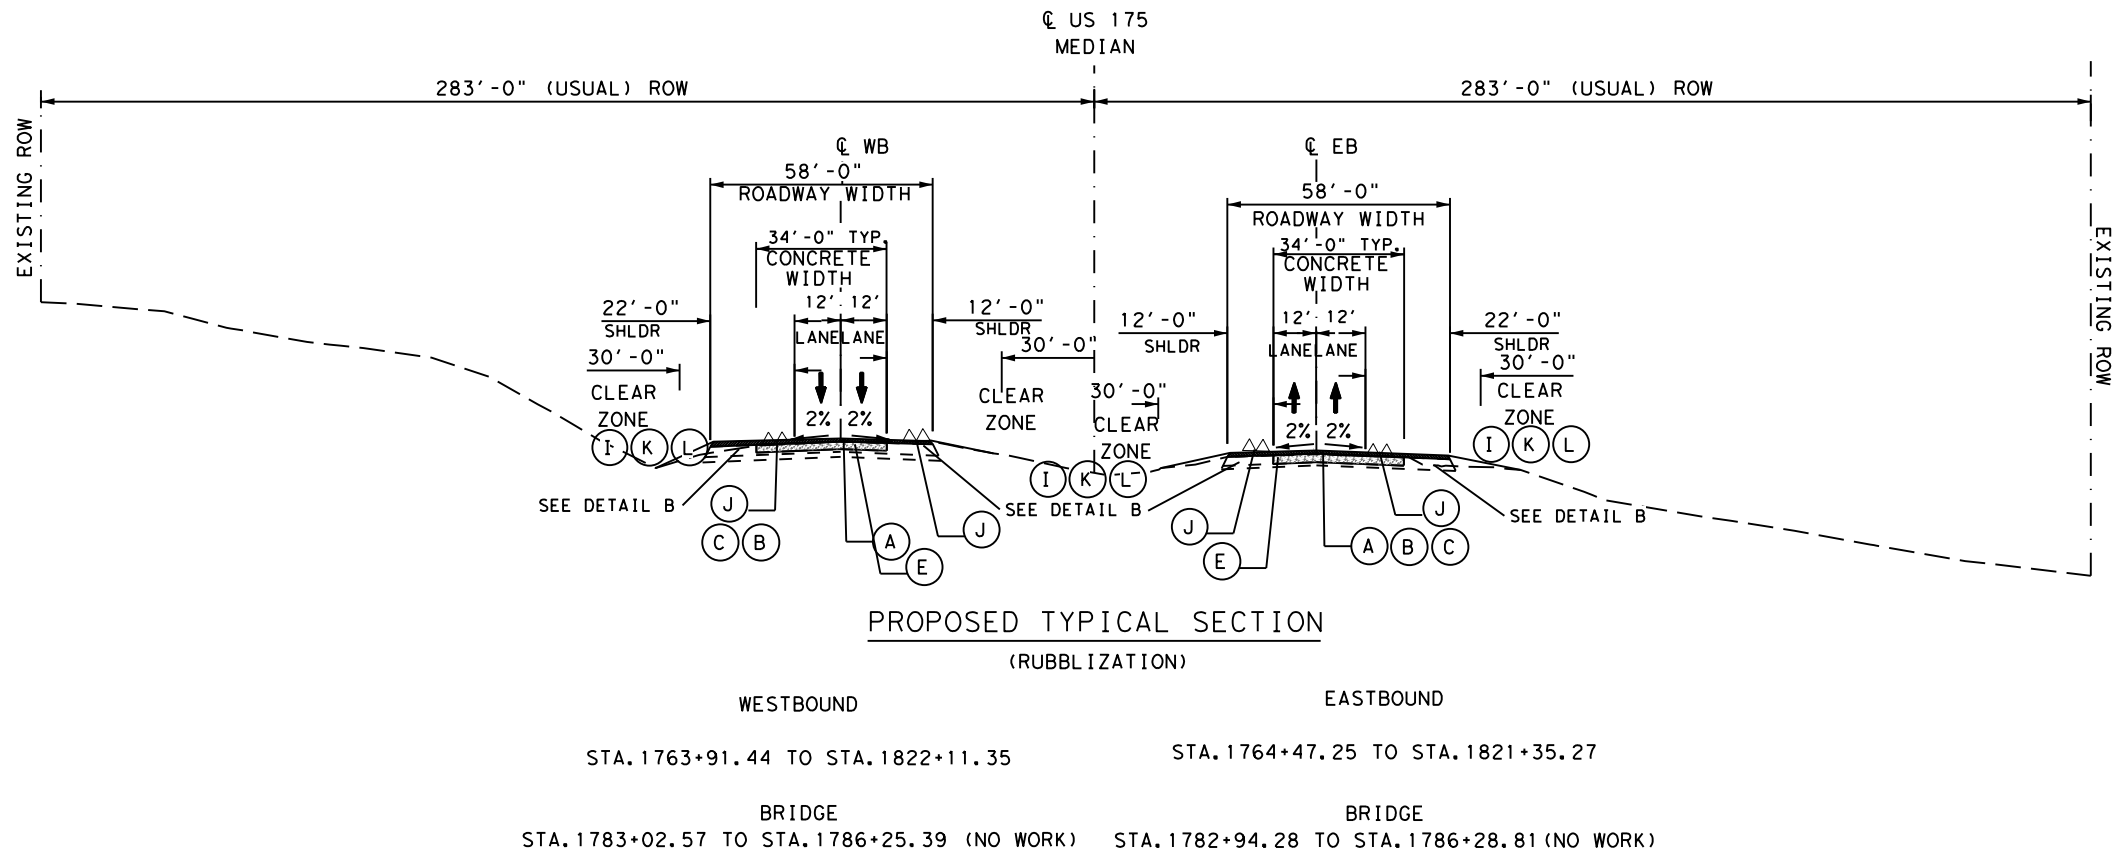 ℄ US 175
MEDIAN
283'-0" (USUAL) ROW
283'-0" (USUAL) ROW
EXISTING ROW
EXISTING ROW
℄ WB
58'-0"
ROADWAY WIDTH
34'-0" TYP.
CONCRETE
WIDTH
22'-0"
SHLDR
12' 12'
LANE LANE
12'-0"
SHLDR
30'-0"
CLEAR
ZONE
30'-0"
CLEAR
ZONE
2% 2%
℄ EB
58'-0"
ROADWAY WIDTH
34'-0" TYP.
CONCRETE
WIDTH
12'-0"
SHLDR
12' 12'
LANE LANE
22'-0"
SHLDR
30'-0"
CLEAR
ZONE
30'-0"
CLEAR
ZONE
2% 2%
I K L
I K L
I K L
SEE DETAIL B
J
C B
A
E
J
SEE DETAIL B
J
E
A B C
J
SEE DETAIL B
PROPOSED TYPICAL SECTION
(RUBBLIZATION)
WESTBOUND
STA.1763+91.44 TO STA.1822+11.35
BRIDGE
STA.1783+02.57 TO STA.1786+25.39 (NO WORK)
EASTBOUND
STA.1764+47.25 TO STA.1821+35.27
BRIDGE
STA.1782+94.28 TO STA.1786+28.81(NO WORK)